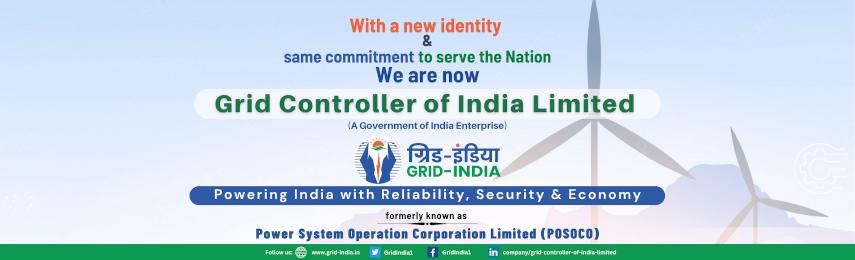 With a new identity
&
same commitment to serve the Nation
We are now
Grid Controller of India Limited
(A Government of India Enterprise)
ग्रिड-इंडिया
GRID-INDIA
Powering India with Reliability, Security & Economy
formerly known as
Power System Operation Corporation Limited (POSOCO)
Follow us: www.grid-india.in GridIndia1 GridIndia1 company/grid-controller-of-india-limited